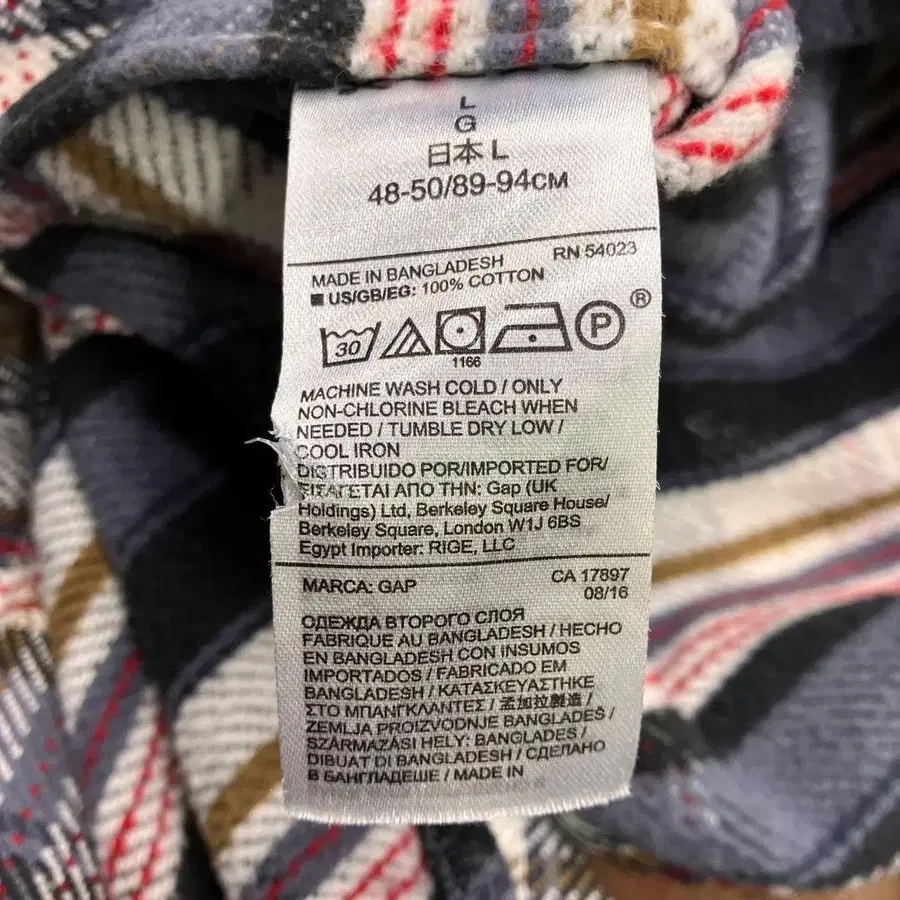 L
G
日本 L
48-50/89-94CM
RN 54023
MADE IN BANGLADESH
US/GB/EG: 100% COTTON
30
1166
P
®
MACHINE WASH COLD / ONLY
NON-CHLORINE BLEACH WHEN
NEEDED / TUMBLE DRY LOW /
COOL IRON
DISTRIBUIDO POR/IMPORTED FOR/
ΕΙΣΑΓΕΤΑΙ ΑΠΟ ΤΗΝ: Gap (UK
Holdings) Ltd, Berkeley Square House/
Berkeley Square, London W1J 6BS
Egypt Importer: RIGE, LLC
MARCA: GAP
CA 17897
08/16
ОДЕЖДА ВТОРОГО СЛОЯ
FABRIQUE AU BANGLADESH / HECHO
EN BANGLADESH CON INSUMOS
IMPORTADOS / FABRICADO EM
BANGLADESH / ΚΑΤΑΣΚΕΥΑΣΤΗΚΕ
ΣΤΟ ΜΠΑΝΓΚΛΑΝΤΕΣ / 孟加拉製造 /
ZEMLJA PROIZVODNJE BANGLADEŠ /
SZÁRMAZÁSI HELY: BANGLADES /
DIBUAT DI BANGLADESH / СДЕЛАНО
В БАНГЛАДЕШЕ / MADE IN